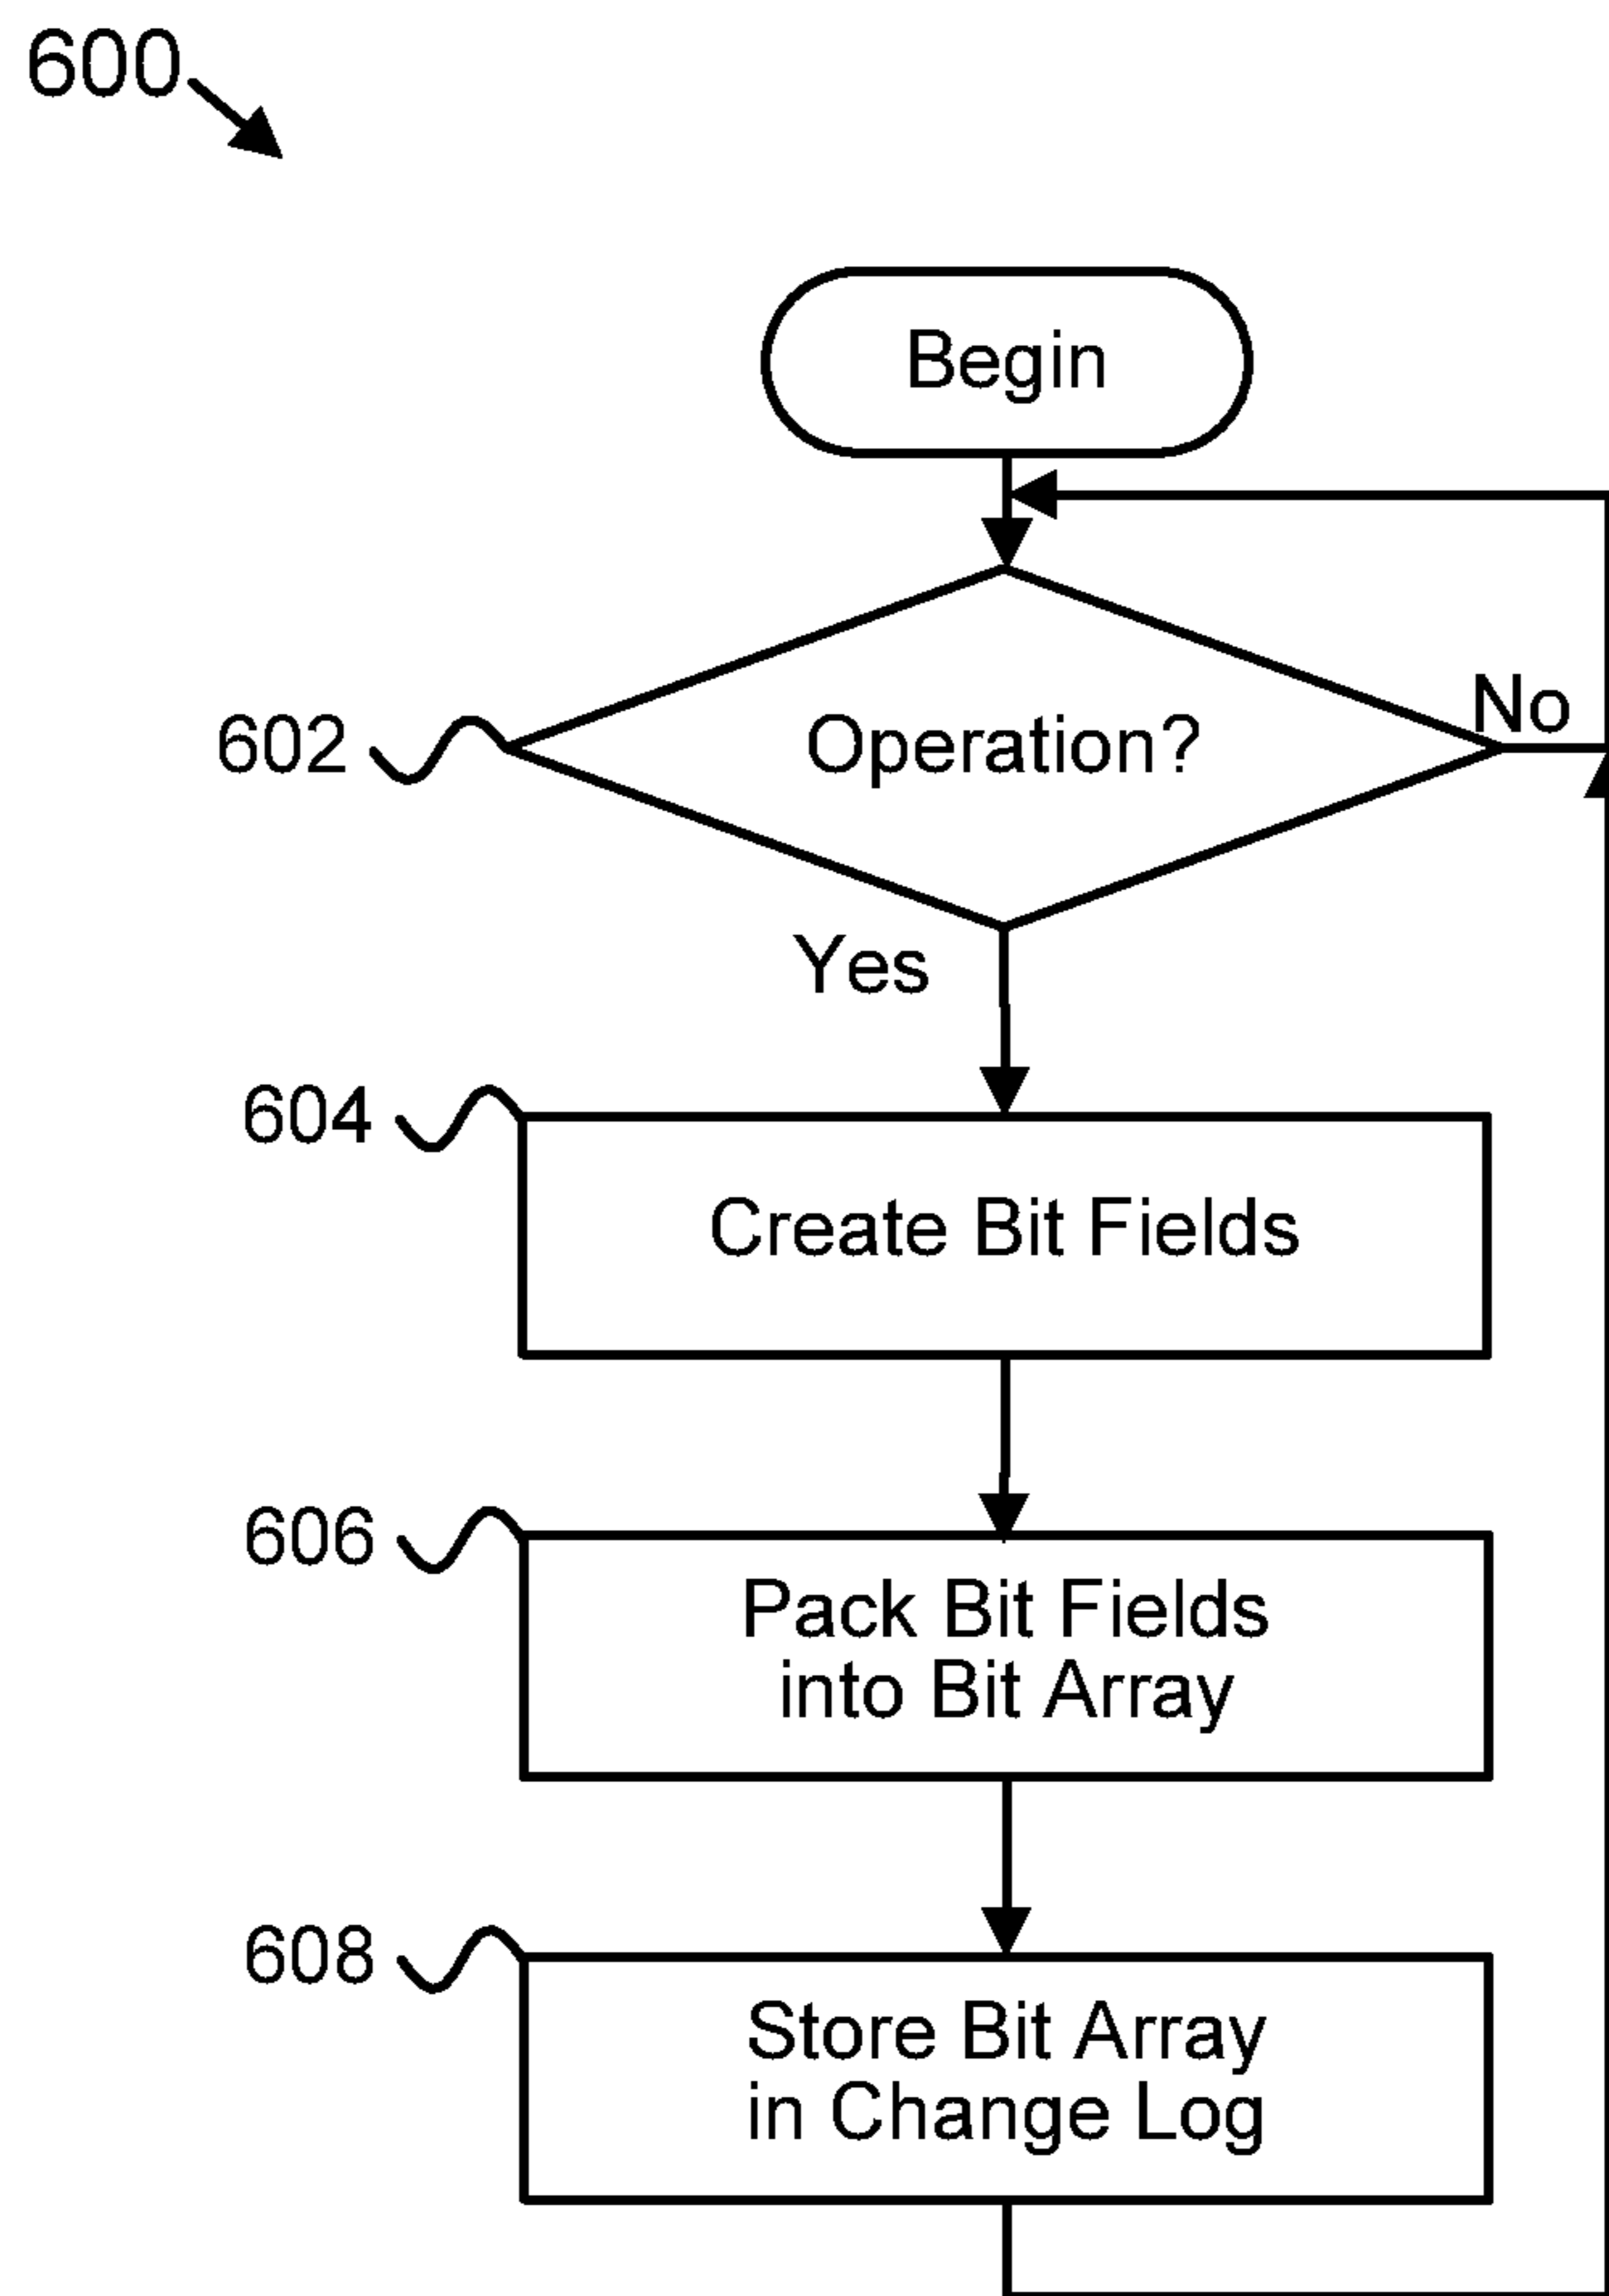 600
Begin
602
Operation?
No
Yes
604
Create Bit Fields
606
Pack Bit Fields
into Bit Array
608
Store Bit Array
in Change Log